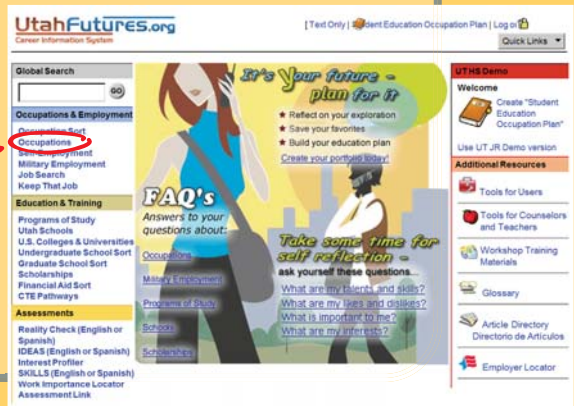 UtahFutures.org
Career Information System
[ Text Only | Student Education Occupation Plan | Log out
Quick Links
Global Search
GO
Occupations & Employment
Occupation Sort
Occupations
Self-Employment
Military Employment
Job Search
Keep That Job
Education & Training
Programs of Study
Utah Schools
U.S. Colleges & Universities
Undergraduate School Sort
Graduate School Sort
Scholarships
Financial Aid Sort
CTE Pathways
Assessments
Reality Check (English or
Spanish)
IDEAS (English or Spanish)
Interest Profiler
SKILLS (English or Spanish)
Work Importance Locator
Assessment Link
It's Your future -
plan for it
★ Reflect on your exploration
★ Save your favorites
★ Build your education plan
Create your portfolio today!
FAQ's
Answers to your
questions about:
Occupations
Military Employment
Programs of Study
Schools
Scholarships
Take some time for
self reflection -
ask yourself these questions...
What are my talents and skills?
What are my likes and dislikes?
What is important to me?
What are my interests?
UT HS Demo
Welcome
Create "Student
Education
Occupation Plan"
Use UT JR Demo version
Additional Resources
Tools for Users
Tools for Counselors
and Teachers
Workshop Training
Materials
Glossary
Article Directory
Directorio de Artículos
Employer Locator